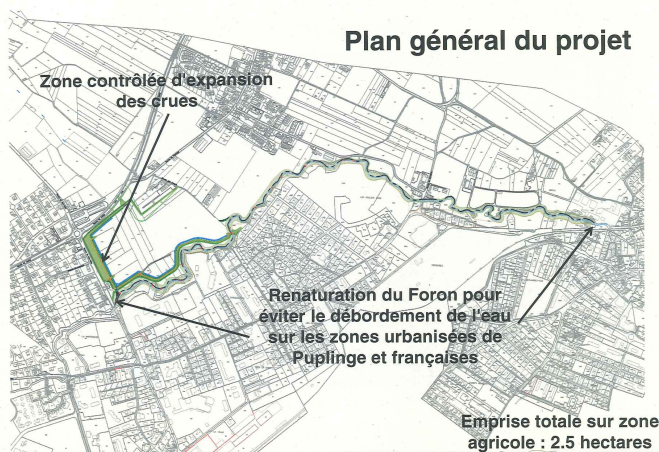 Plan général du projet
Zone contrôlée d'expansion
des crues
Renaturation du Foron pour
éviter le débordement de l'eau
sur les zones urbanisées de
Puplinge et françaises
Emprise totale sur zone
agricole : 2.5 hectares